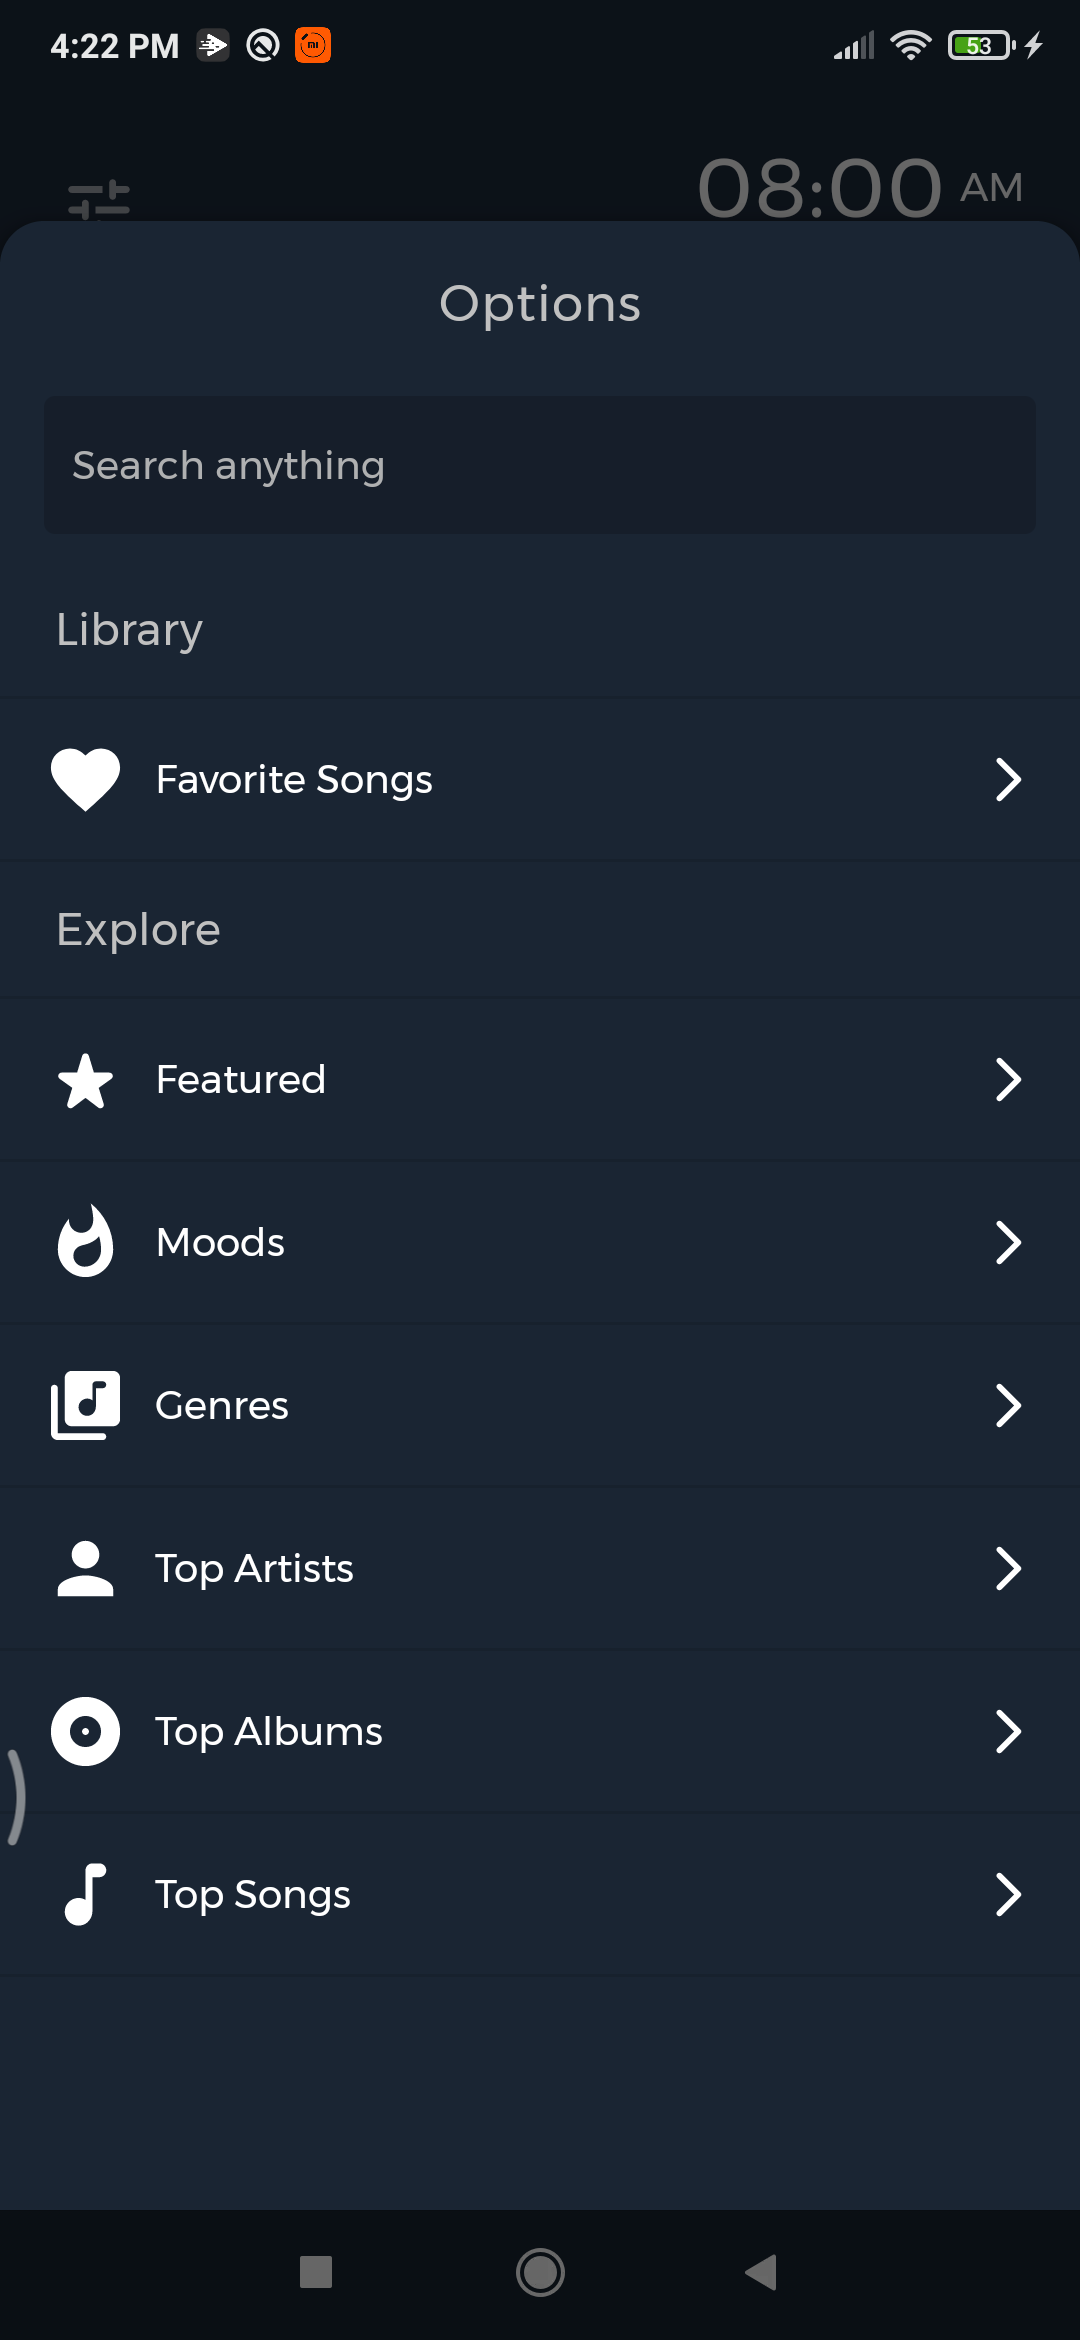 4:22 PM
53
08:00 AM
Options
Search anything
Library
Favorite Songs
Explore
Featured
Moods
Genres
Top Artists
Top Albums
Top Songs